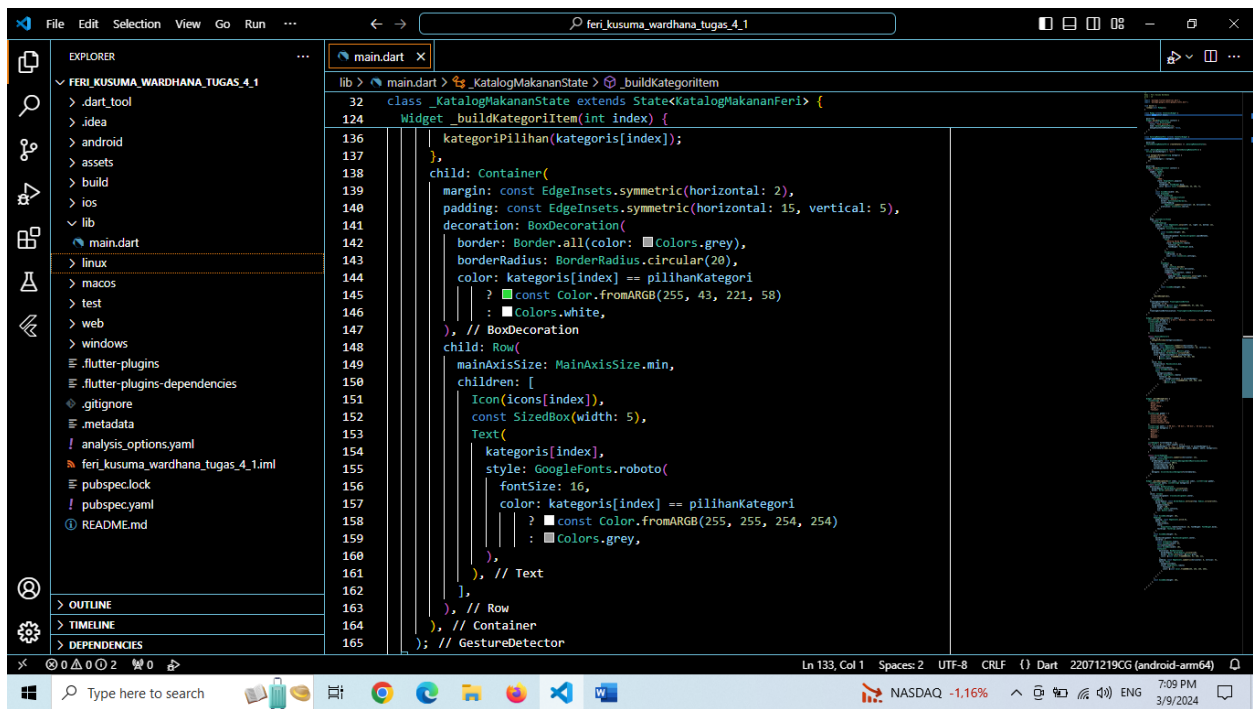 File Edit Selection View Go Run ···
feri_kusuma_wardhana_tugas_4_1
EXPLORER
FERI_KUSUMA_WARDHANA_TUGAS_4_1
.dart_tool
.idea
android
assets
build
ios
lib
main.dart
linux
macos
test
web
windows
.flutter-plugins
.flutter-plugins-dependencies
.gitignore
.metadata
analysis_options.yaml
feri_kusuma_wardhana_tugas_4_1.iml
pubspec.lock
pubspec.yaml
README.md
OUTLINE
TIMELINE
DEPENDENCIES
main.dart
lib > main.dart > _KatalogMakananState > _buildKategoriItem
32 class _KatalogMakananState extends State<KatalogMakananFeri> {
124 Widget _buildKategoriItem(int index) {
136 kategoriPilihan(kategoris[index]);
137 },
138 child: Container(
139 margin: const EdgeInsets.symmetric(horizontal: 2),
140 padding: const EdgeInsets.symmetric(horizontal: 15, vertical: 5),
141 decoration: BoxDecoration(
142 border: Border.all(color: Colors.grey),
143 borderRadius: BorderRadius.circular(20),
144 color: kategoris[index] == pilihanKategori
145 ? const Color.fromARGB(255, 43, 221, 58)
146 : Colors.white,
147 ), // BoxDecoration
148 child: Row(
149 mainAxisSize: MainAxisSize.min,
150 children: [
151 Icon(icons[index]),
152 const SizedBox(width: 5),
153 Text(
154 kategoris[index],
155 style: GoogleFonts.roboto(
156 fontSize: 16,
157 color: kategoris[index] == pilihanKategori
158 ? const Color.fromARGB(255, 255, 254, 254)
159 : Colors.grey,
160 ),
161 ), // Text
162 ],
163 ), // Row
164 ), // Container
165 ); // GestureDetector
0 0 2 0
Ln 133, Col 1 Spaces: 2 UTF-8 CRLF {} Dart 22071219CG (android-arm64)
Type here to search
NASDAQ -1,16%
ENG
7:09 PM
3/9/2024